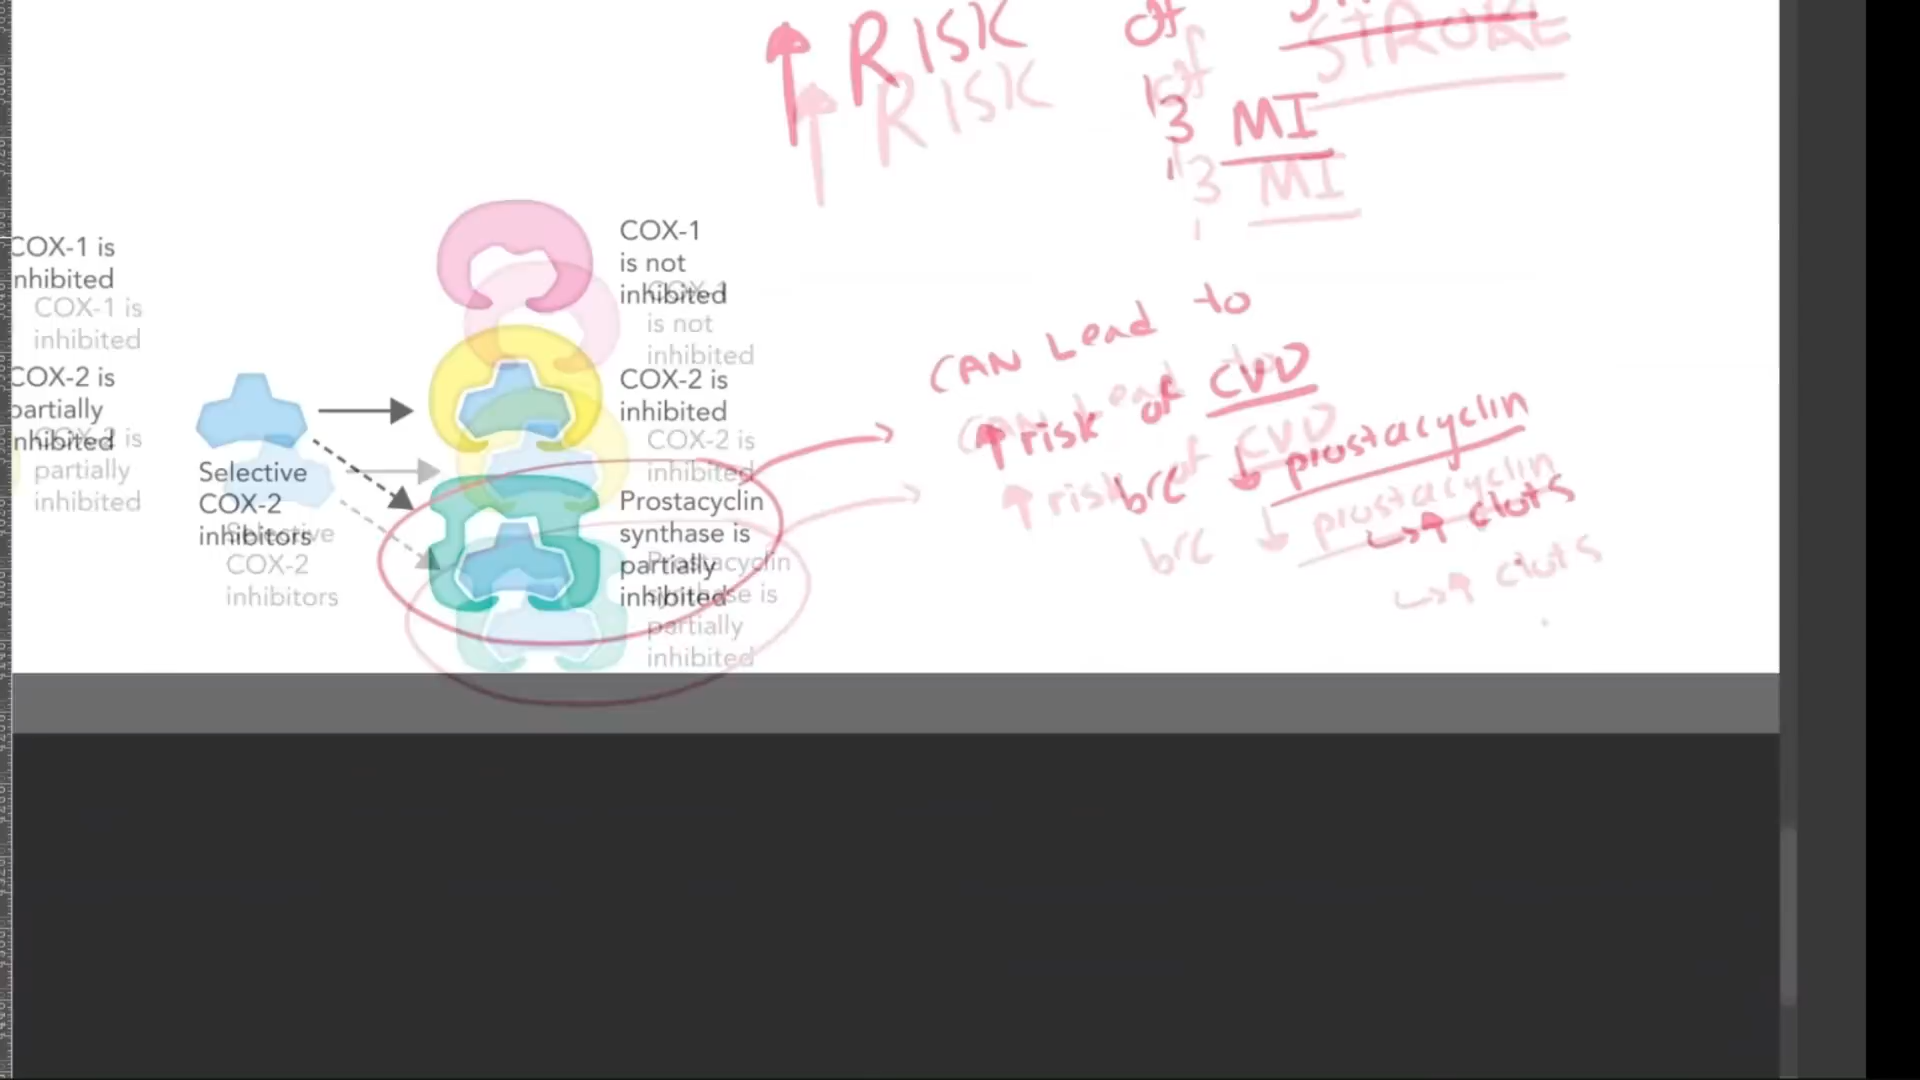 ↑ RISK of STROKE
3 MI
COX-1 is
inhibited
COX-2 is
partially
inhibited
Selective
COX-2
inhibitors
COX-1
is not
inhibited
COX-2 is
inhibited
Prostacyclin
synthase is
partially
inhibited
CAN Lead to
↑ risk of CVD
b/c ↓ prostacyclin
↳ ↑ clots